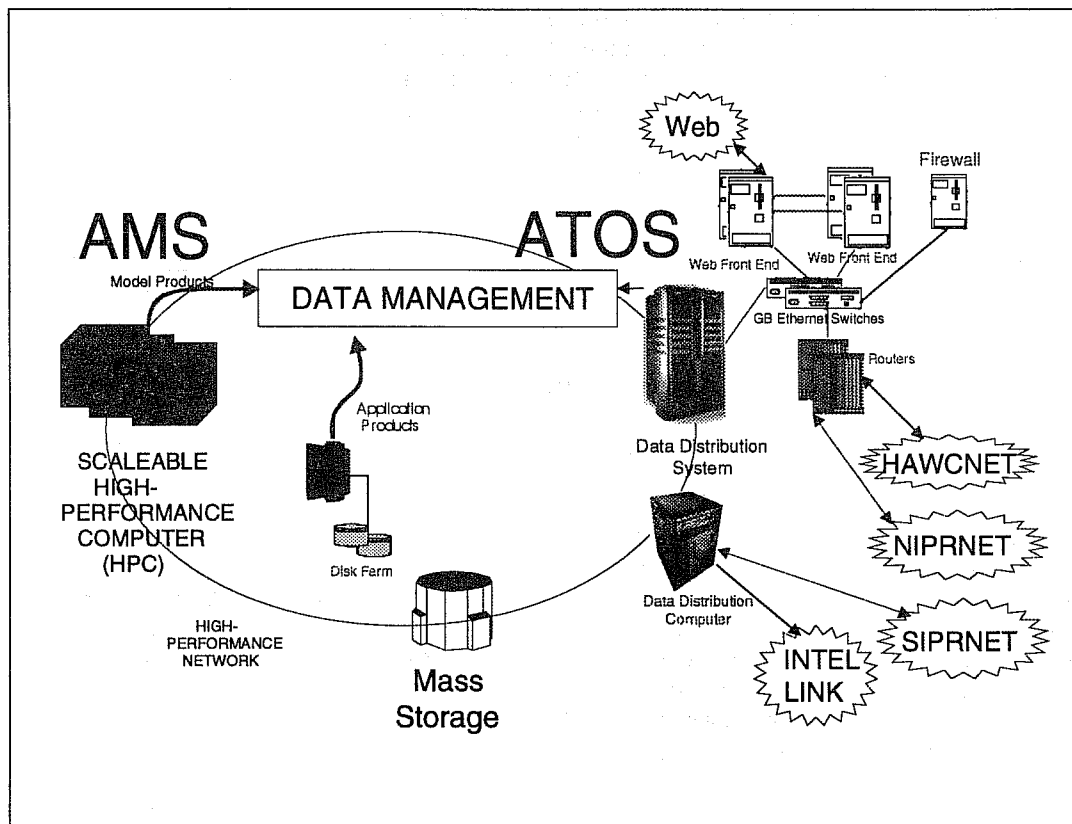 Web
Firewall
AMS
ATOS
Web Front End
Web Front End
Model Products
DATA MANAGEMENT
GB Ethernet Switches
Routers
Application
Products
Data Distribution
System
SCALEABLE
HIGH-
PERFORMANCE
COMPUTER
(HPC)
HAWCNET
NIPRNET
Disk Farm
Data Distribution
Computer
HIGH-
PERFORMANCE
NETWORK
SIPRNET
INTEL
LINK
Mass
Storage